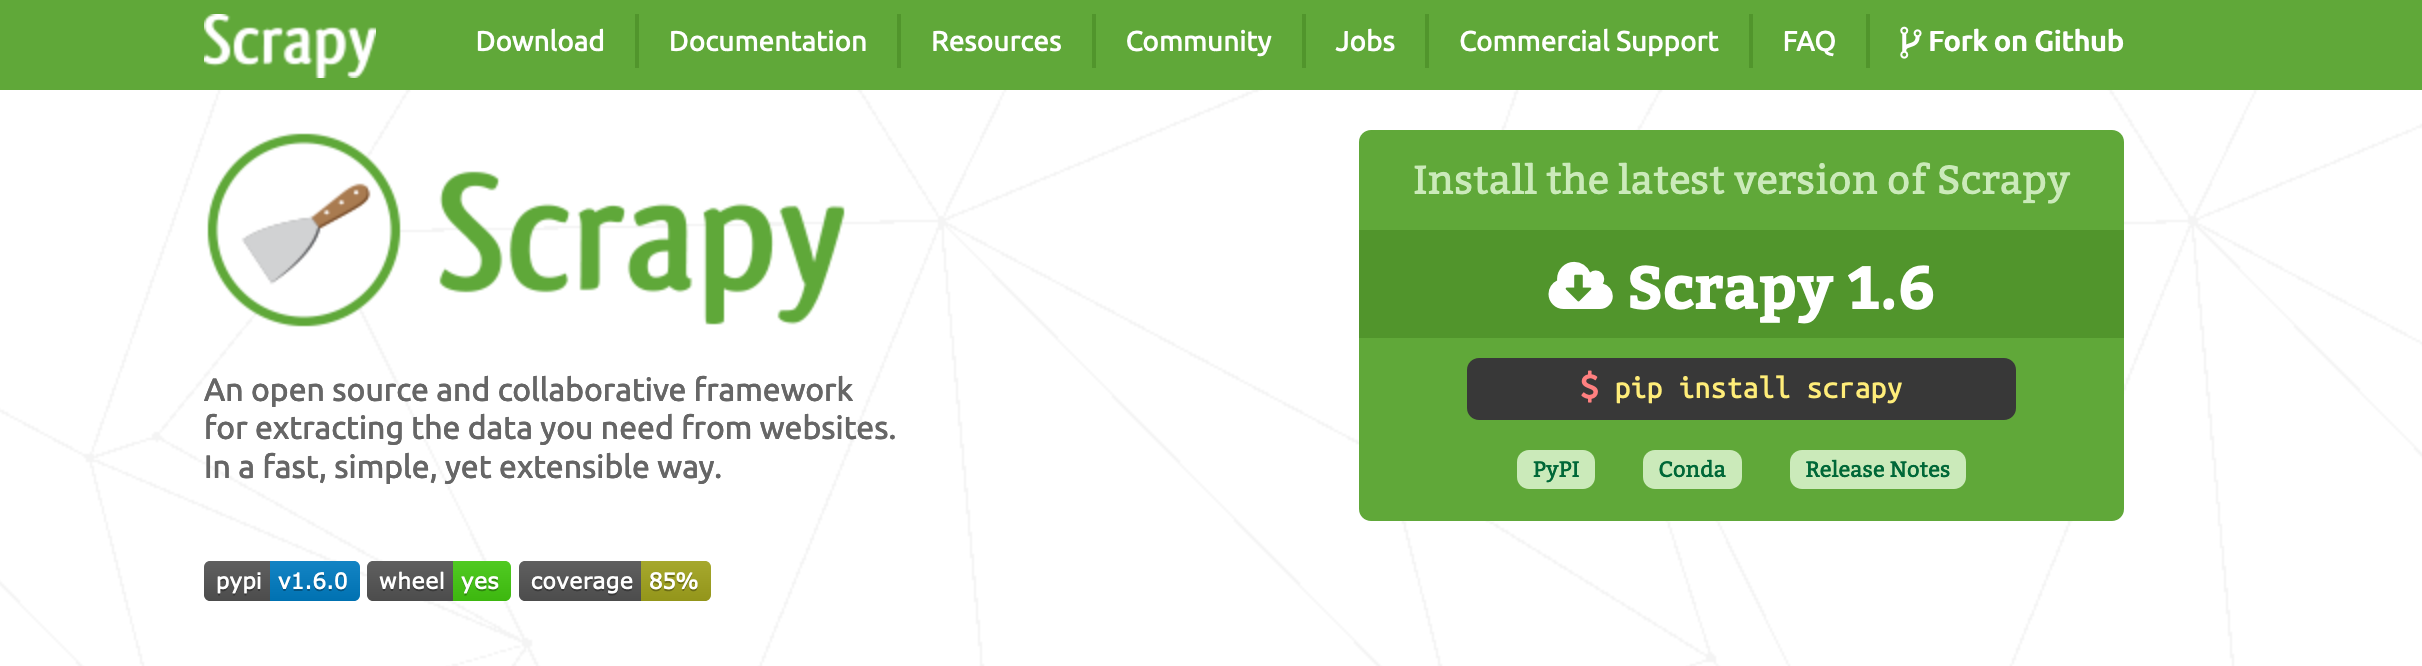 Scrapy
Download
Documentation
Resources
Community
Jobs
Commercial Support
FAQ
Fork on Github
Scrapy
An open source and collaborative framework
for extracting the data you need from websites.
In a fast, simple, yet extensible way.
pypi v1.6.0
wheel yes
coverage 85%
Install the latest version of Scrapy
Scrapy 1.6
$ pip install scrapy
PyPI
Conda
Release Notes